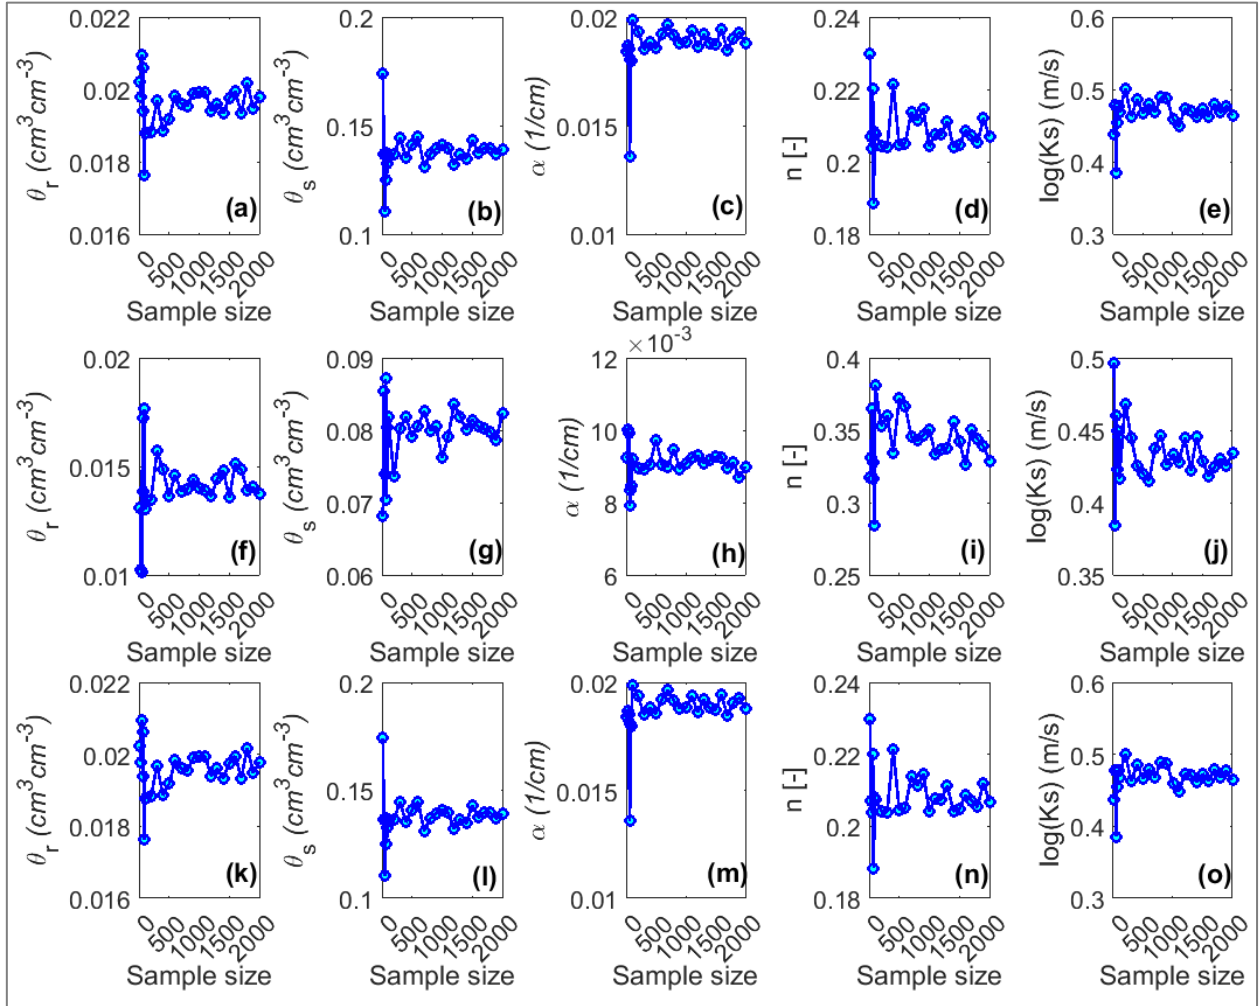 θr (cm³cm⁻³)
0.022
0.02
0.018
0.016
(a)
0
500
1000
1500
2000
Sample size
θs (cm³cm⁻³)
0.2
0.15
0.1
(b)
0
500
1000
1500
2000
Sample size
α (1/cm)
0.02
0.015
0.01
(c)
0
500
1000
1500
2000
Sample size
n [-]
0.24
0.22
0.2
0.18
(d)
0
500
1000
1500
2000
Sample size
log(Ks) (m/s)
0.6
0.5
0.4
0.3
(e)
0
500
1000
1500
2000
Sample size
θr (cm³cm⁻³)
0.02
0.015
0.01
(f)
0
500
1000
1500
2000
Sample size
θs (cm³cm⁻³)
0.09
0.08
0.07
0.06
(g)
0
500
1000
1500
2000
Sample size
α (1/cm)
× 10⁻³
12
10
8
6
(h)
0
500
1000
1500
2000
Sample size
n [-]
0.4
0.35
0.3
0.25
(i)
0
500
1000
1500
2000
Sample size
log(Ks) (m/s)
0.5
0.45
0.4
0.35
(j)
0
500
1000
1500
2000
Sample size
θr (cm³cm⁻³)
0.022
0.02
0.018
0.016
(k)
0
500
1000
1500
2000
Sample size
θs (cm³cm⁻³)
0.2
0.15
0.1
(l)
0
500
1000
1500
2000
Sample size
α (1/cm)
0.02
0.015
0.01
(m)
0
500
1000
1500
2000
Sample size
n [-]
0.24
0.22
0.2
0.18
(n)
0
500
1000
1500
2000
Sample size
log(Ks) (m/s)
0.6
0.5
0.4
0.3
(o)
0
500
1000
1500
2000
Sample size